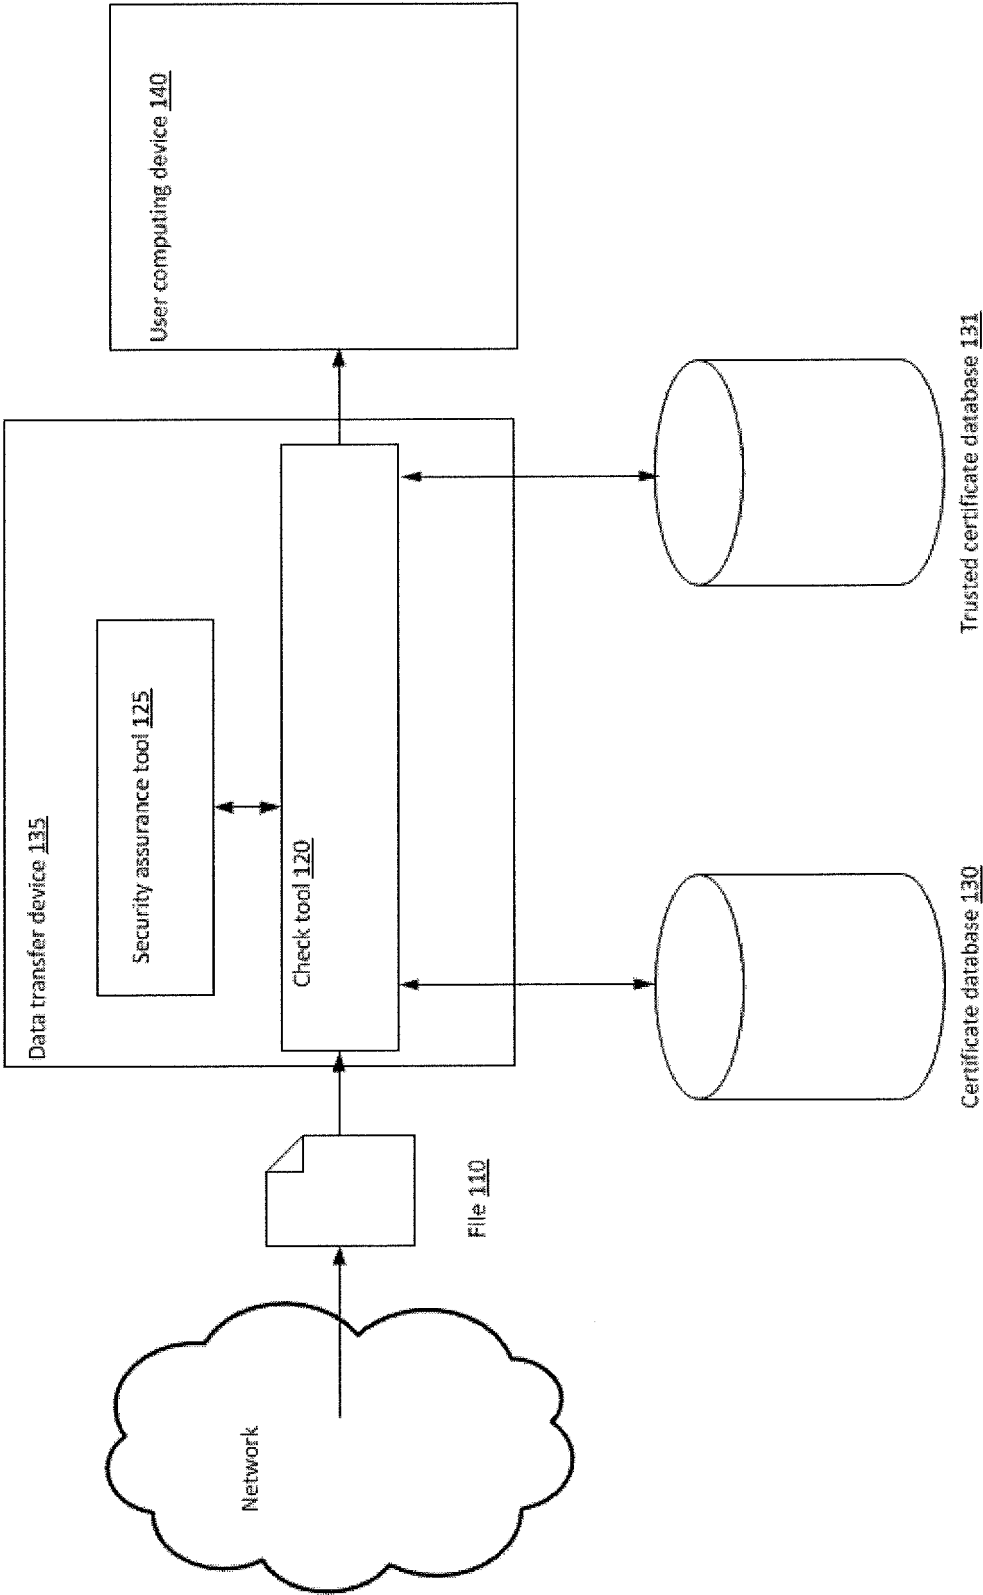 Network
File 110
Data transfer device 135
Security assurance tool 125
Check tool 120
User computing device 140
Certificate database 130
Trusted certificate database 131